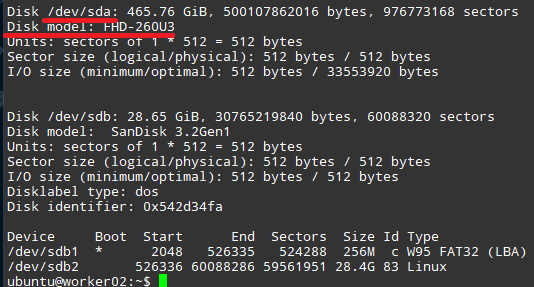 Disk /dev/sda: 465.76 GiB, 500107862016 bytes, 976773168 sectors
Disk model: FHD-260U3
Units: sectors of 1 * 512 = 512 bytes
Sector size (logical/physical): 512 bytes / 512 bytes
I/O size (minimum/optimal): 512 bytes / 33553920 bytes
Disk /dev/sdb: 28.65 GiB, 30765219840 bytes, 60088320 sectors
Disk model:  SanDisk 3.2Gen1
Units: sectors of 1 * 512 = 512 bytes
Sector size (logical/physical): 512 bytes / 512 bytes
I/O size (minimum/optimal): 512 bytes / 512 bytes
Disklabel type: dos
Disk identifier: 0x542d34fa
Device     Boot  Start      End  Sectors  Size Id Type
/dev/sdb1  *      2048   526335   524288  256M  c W95 FAT32 (LBA)
/dev/sdb2       526336 60088286 59561951 28.4G 83 Linux
ubuntu@worker02:~$